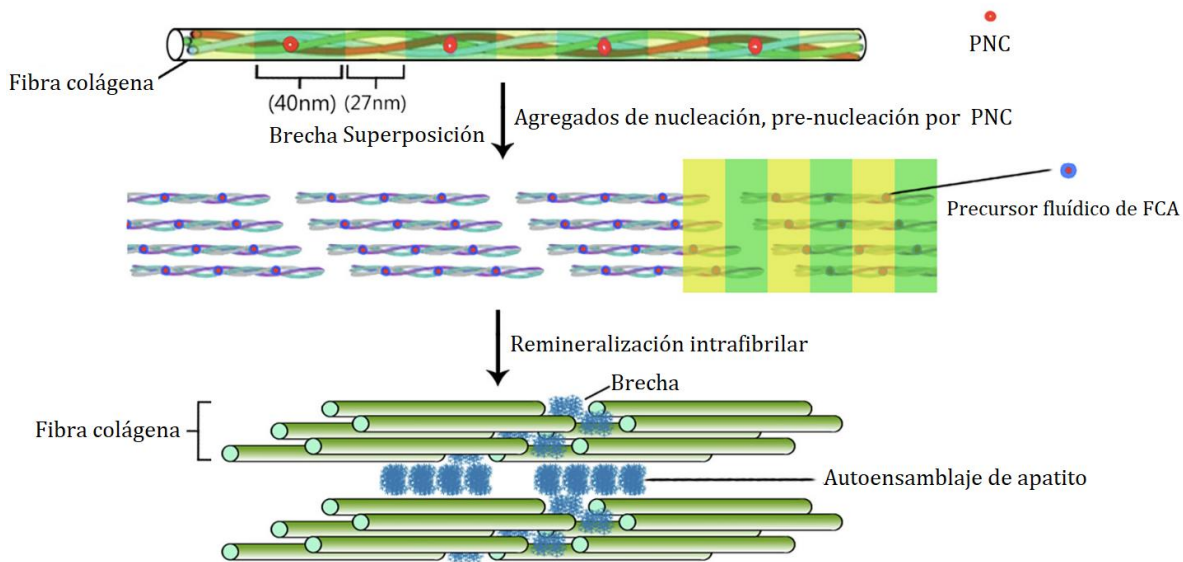 PNC
Fibra colágena
(40nm) (27nm)
Brecha Superposición
Agregados de nucleación, pre-nucleación por PNC
Precursor fluídico de FCA
Remineralización intrafibrilar
Brecha
Fibra colágena
Autoensamblaje de apatito